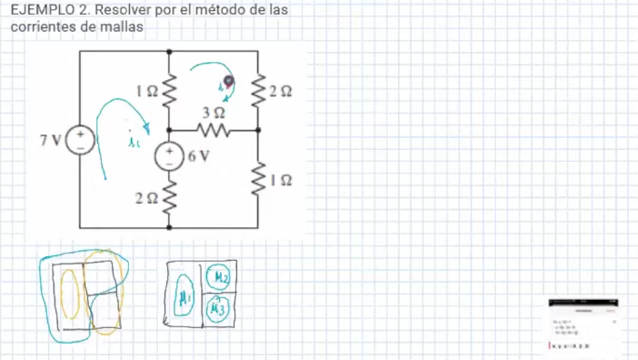 EJEMPLO 2. Resolver por el método de las
corrientes de mallas
1 Ω
2 Ω
3 Ω
7 V
i₁
6 V
2 Ω
1 Ω
M1
M2
M3